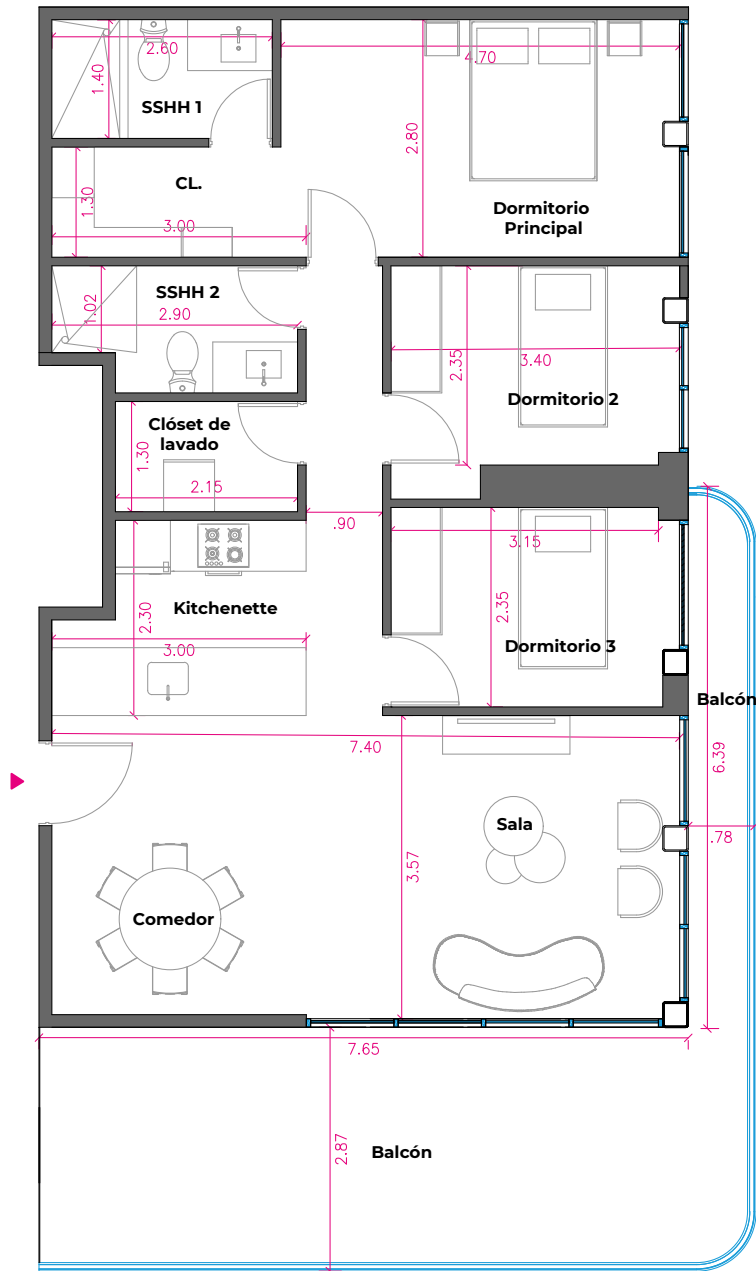 2.60
4.70
1.40
SSHH 1
2.80
CL.
1.30
3.00
Dormitorio
Principal
SSHH 2
1.02
2.90
2.35
3.40
Dormitorio 2
Clóset de
lavado
1.30
2.15
.90
3.15
Kitchenette
2.30
2.35
3.00
Dormitorio 3
Balcón
7.40
6.39
Sala
.78
3.57
Comedor
7.65
2.87
Balcón